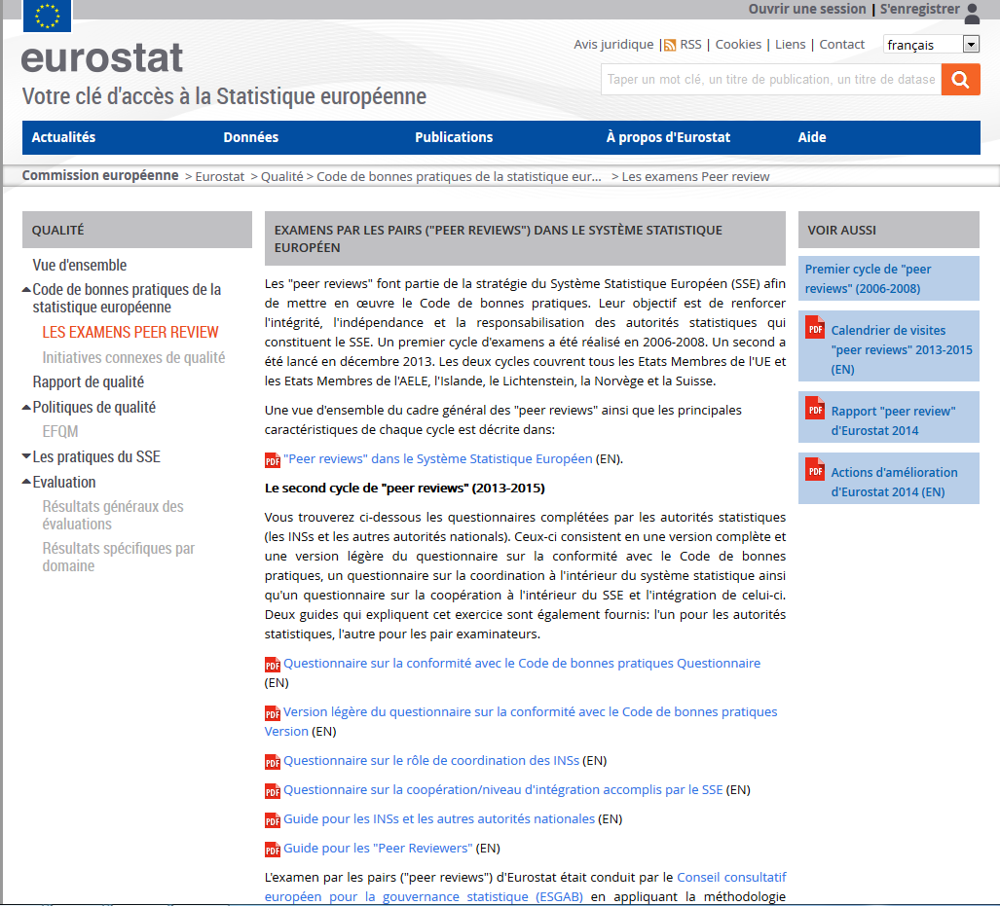 Ouvrir une session | S'enregistrer
eurostat
Avis juridique | RSS | Cookies | Liens | Contact
français
Taper un mot clé, un titre de publication, un titre de datase
Votre clé d'accès à la Statistique européenne
Actualités Données Publications À propos d'Eurostat Aide
Commission européenne > Eurostat > Qualité > Code de bonnes pratiques de la statistique eur... > Les examens Peer review
QUALITÉ
Vue d'ensemble
Code de bonnes pratiques de la
statistique européenne
LES EXAMENS PEER REVIEW
Initiatives connexes de qualité
Rapport de qualité
Politiques de qualité
EFQM
Les pratiques du SSE
Evaluation
Résultats généraux des
évaluations
Résultats spécifiques par
domaine
EXAMENS PAR LES PAIRS ("PEER REVIEWS") DANS LE SYSTÈME STATISTIQUE
EUROPÉEN
Les "peer reviews" font partie de la stratégie du Système Statistique Européen (SSE) afin
de mettre en œuvre le Code de bonnes pratiques. Leur objectif est de renforcer
l'intégrité, l'indépendance et la responsabilisation des autorités statistiques qui
constituent le SSE. Un premier cycle d'examens a été réalisé en 2006-2008. Un second a
été lancé en décembre 2013. Les deux cycles couvrent tous les Etats Membres de l'UE et
les Etats Membres de l'AELE, l'Islande, le Lichtenstein, la Norvège et la Suisse.
Une vue d'ensemble du cadre général des "peer reviews" ainsi que les principales
caractéristiques de chaque cycle est décrite dans:
PDF "Peer reviews" dans le Système Statistique Européen (EN).
Le second cycle de "peer reviews" (2013-2015)
Vous trouverez ci-dessous les questionnaires complétées par les autorités statistiques
(les INSs et les autres autorités nationals). Ceux-ci consistent en une version complète et
une version légère du questionnaire sur la conformité avec le Code de bonnes
pratiques, un questionnaire sur la coordination à l'intérieur du système statistique ainsi
qu'un questionnaire sur la coopération à l'intérieur du SSE et l'intégration de celui-ci.
Deux guides qui expliquent cet exercice sont également fournis: l'un pour les autorités
statistiques, l'autre pour les pair examinateurs.
PDF Questionnaire sur la conformité avec le Code de bonnes pratiques Questionnaire
(EN)
PDF Version légère du questionnaire sur la conformité avec le Code de bonnes pratiques
Version (EN)
PDF Questionnaire sur le rôle de coordination des INSs (EN)
PDF Questionnaire sur la coopération/niveau d'intégration accomplis par le SSE (EN)
PDF Guide pour les INSs et les autres autorités nationales (EN)
PDF Guide pour les "Peer Reviewers" (EN)
L'examen par les pairs ("peer reviews") d'Eurostat était conduit par le Conseil consultatif
européen pour la gouvernance statistique (ESGAB) en appliquant la méthodologie
VOIR AUSSI
Premier cycle de "peer
reviews" (2006-2008)
PDF Calendrier de visites
"peer reviews" 2013-2015
(EN)
PDF Rapport "peer review"
d'Eurostat 2014
PDF Actions d'amélioration
d'Eurostat 2014 (EN)